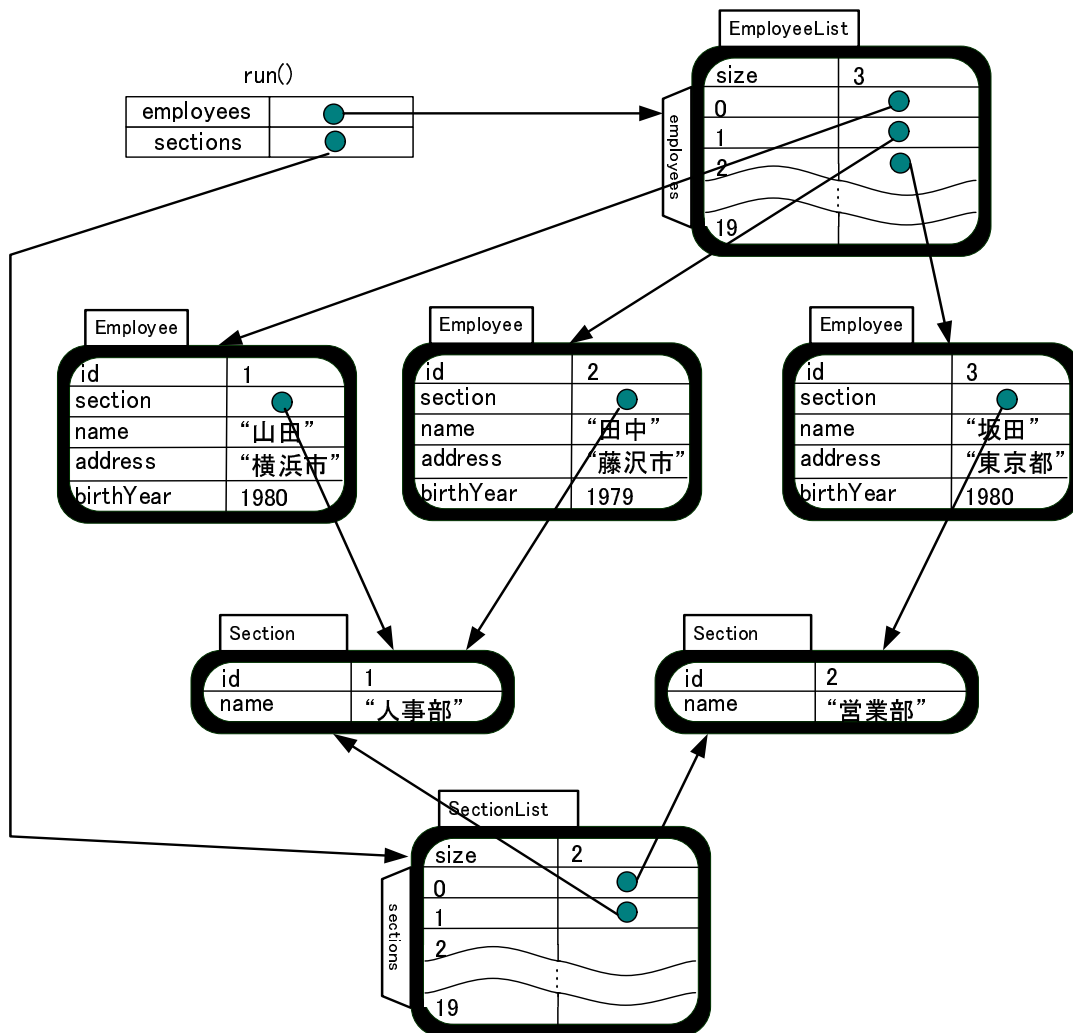 EmployeeList
size 3
0
1
2
19
employees
run()
employees
sections
Employee
id 1
section
name “山田”
address “横浜市”
birthYear 1980
Employee
id 2
section
name “田中”
address “藤沢市”
birthYear 1979
Employee
id 3
section
name “坂田”
address “東京都”
birthYear 1980
Section
id 1
name “人事部”
Section
id 2
name “営業部”
SectionList
size 2
0
1
2
19
sections